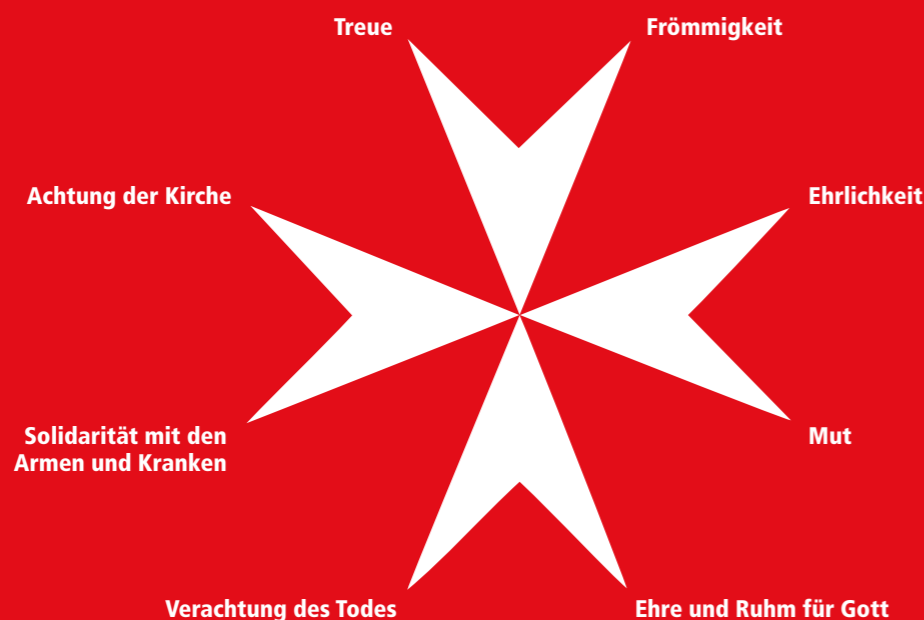 Treue
Frömmigkeit
Achtung der Kirche
Ehrlichkeit
Solidarität mit den
Armen und Kranken
Mut
Verachtung des Todes
Ehre und Ruhm für Gott